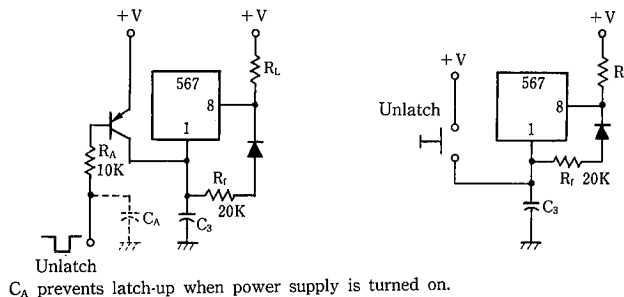 +V
+V
567
R_L
8
1
R_A
10K
R_f
20K
C_A
C_3
Unlatch
+V
+V
567
R
8
1
Unlatch
R_f 20K
C_3
C_A prevents latch-up when power supply is turned on.